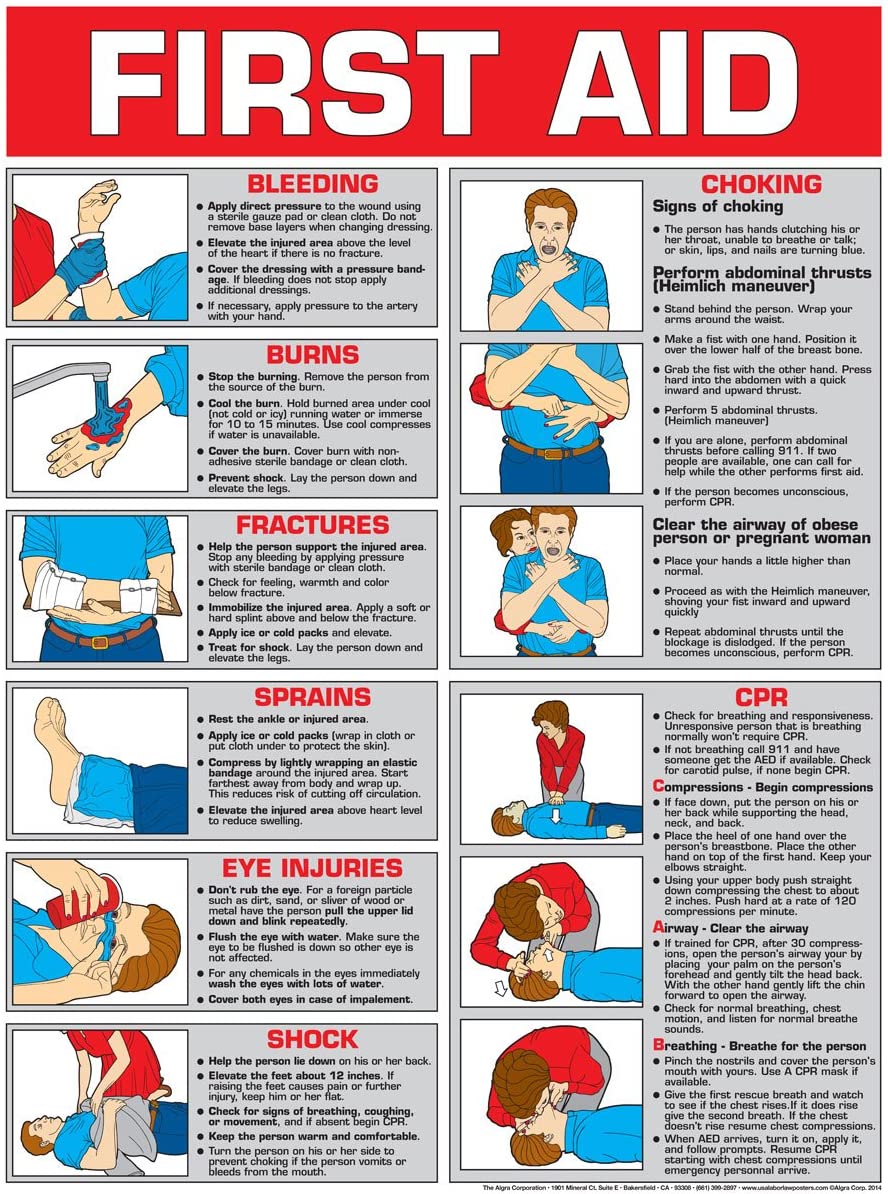 FIRST AID
BLEEDING
● Apply direct pressure to the wound using
a sterile gauze pad or clean cloth. Do not
remove base layers when changing dressing.
● Elevate the injured area above the level
of the heart if there is no fracture.
● Cover the dressing with a pressure band-
age. If bleeding does not stop apply
additional dressings.
● If necessary, apply pressure to the artery
with your hand.
BURNS
● Stop the burning. Remove the person from
the source of the burn.
● Cool the burn. Hold burned area under cool
(not cold or icy) running water or immerse
for 10 to 15 minutes. Use cool compresses
if water is unavailable.
● Cover the burn. Cover burn with non-
adhesive sterile bandage or clean cloth.
● Prevent shock. Lay the person down and
elevate the legs.
FRACTURES
● Help the person support the injured area.
Stop any bleeding by applying pressure
with sterile bandage or clean cloth.
● Check for feeling, warmth and color
below fracture.
● Immobilize the injured area. Apply a soft or
hard splint above and below the fracture.
● Apply ice or cold packs and elevate.
● Treat for shock. Lay the person down and
elevate the legs.
SPRAINS
● Rest the ankle or injured area.
● Apply ice or cold packs (wrap in cloth or
put cloth under to protect the skin).
● Compress by lightly wrapping an elastic
bandage around the injured area. Start
farthest away from body and wrap up.
This reduces risk of cutting off circulation.
● Elevate the injured area above heart level
to reduce swelling.
EYE INJURIES
● Don't rub the eye. For a foreign particle
such as dirt, sand, or sliver of wood or
metal have the person pull the upper lid
down and blink repeatedly.
● Flush the eye with water. Make sure the
eye to be flushed is down so other eye is
not affected.
● For any chemicals in the eyes immediately
wash the eyes with lots of water.
● Cover both eyes in case of impalement.
SHOCK
● Help the person lie down on his or her back.
● Elevate the feet about 12 inches. If
raising the feet causes pain or further
injury, keep him or her flat.
● Check for signs of breathing, coughing,
or movement, and if absent begin CPR.
● Keep the person warm and comfortable.
● Turn the person on his or her side to
prevent choking if the person vomits or
bleeds from the mouth.
CHOKING
Signs of choking
● The person has hands clutching his or
her throat, unable to breathe or talk;
or skin, lips, and nails are turning blue.
Perform abdominal thrusts
(Heimlich maneuver)
● Stand behind the person. Wrap your
arms around the waist.
● Make a fist with one hand. Position it
over the lower half of the breast bone.
● Grab the fist with the other hand. Press
hard into the abdomen with a quick
inward and upward thrust.
● Perform 5 abdominal thrusts.
(Heimlich maneuver)
● If you are alone, perform abdominal
thrusts before calling 911. If two
people are available, one can call for
help while the other performs first aid.
● If the person becomes unconscious,
perform CPR.
Clear the airway of obese
person or pregnant woman
● Place your hands a little higher than
normal.
● Proceed as with the Heimlich maneuver,
shoving your fist inward and upward
quickly
● Repeat abdominal thrusts until the
blockage is dislodged. If the person
becomes unconscious, perform CPR.
CPR
● Check for breathing and responsiveness.
Unresponsive person that is breathing
normally won't require CPR.
● If not breathing call 911 and have
someone get the AED if available. Check
for carotid pulse, if none begin CPR.
Compressions - Begin compressions
● If face down, put the person on his or
her back while supporting the head,
neck, and back.
● Place the heel of one hand over the
person's breastbone. Place the other
hand on top of the first hand. Keep your
elbows straight.
● Using your upper body push straight
down compressing the chest to about
2 inches. Push hard at a rate of 120
compressions per minute.
Airway - Clear the airway
● If trained for CPR, after 30 compress-
ions, open the person's airway your by
placing your palm on the person's
forehead and gently tilt the head back.
With the other hand gently lift the chin
forward to open the airway.
● Check for normal breathing, chest
motion, and listen for normal breathe
sounds.
Breathing - Breathe for the person
● Pinch the nostrils and cover the person's
mouth with yours. Use A CPR mask if
available.
● Give the first rescue breath and watch
to see if the chest rises.If it does rise
give the second breath. If the chest
doesn't rise resume chest compressions.
● When AED arrives, turn it on, apply it,
and follow prompts. Resume CPR
starting with chest compressions until
emergency personnal arrive.
The Algra Corporation • 1901 Mineral Ct. Suite E • Bakersfield • CA • 93308 • (661) 399-2897 • www.usalaborlawposters.com ©Algra Corp. 2014